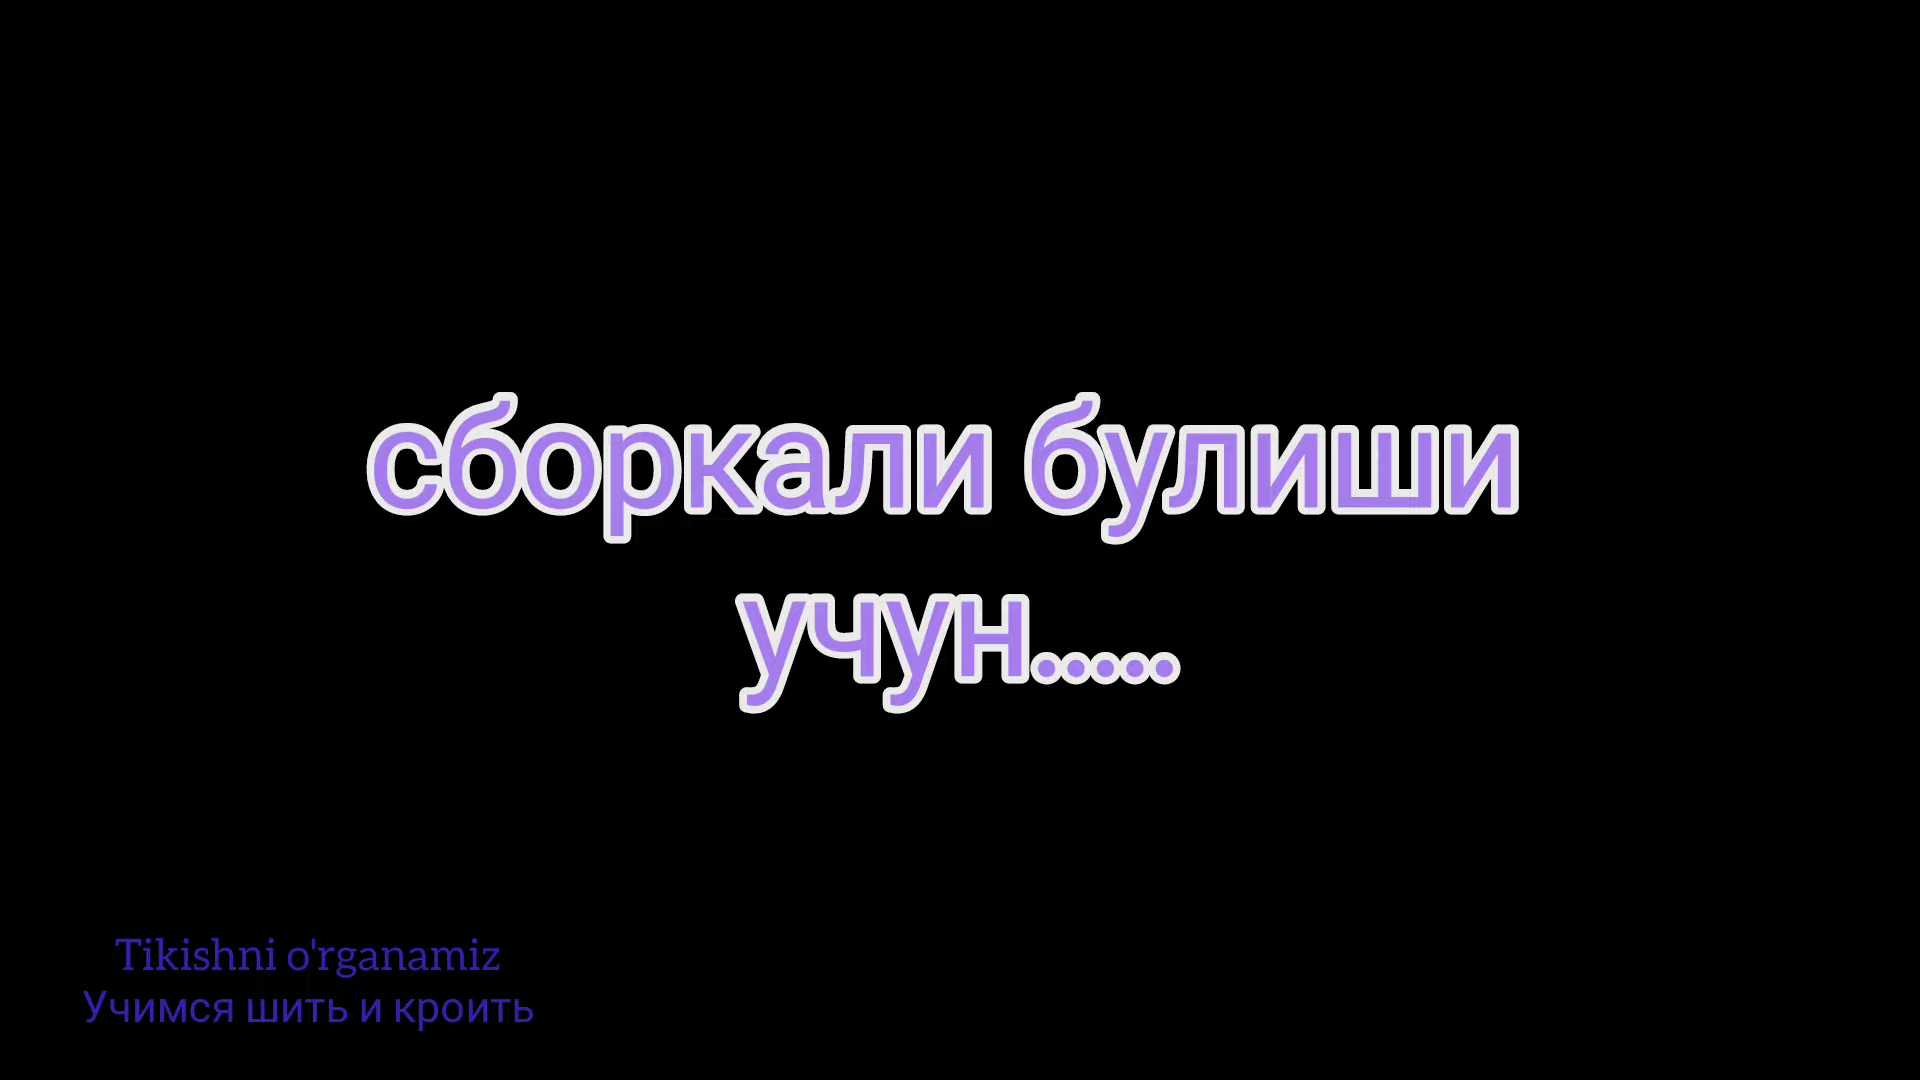 сборкали булиши
учун.....
Tikishni o'rganamiz
Учимся шить и кроить